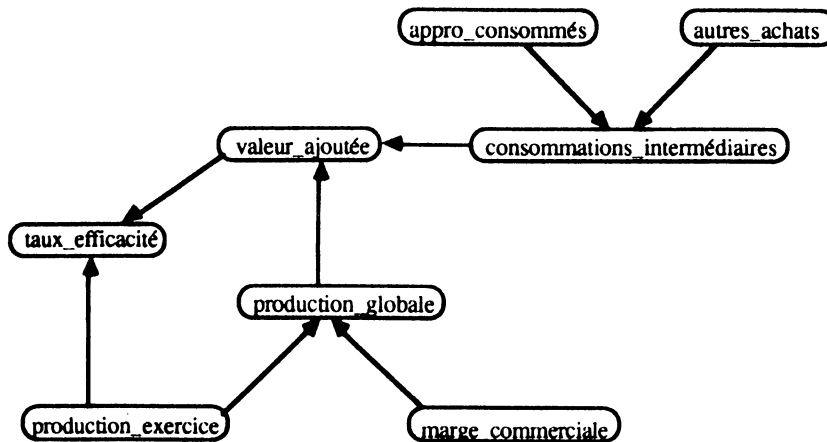 appro_consommés
autres_achats
valeur_ajoutée
consommations_intermédiaires
taux_efficacité
production_globale
production_exercice
marge_commerciale